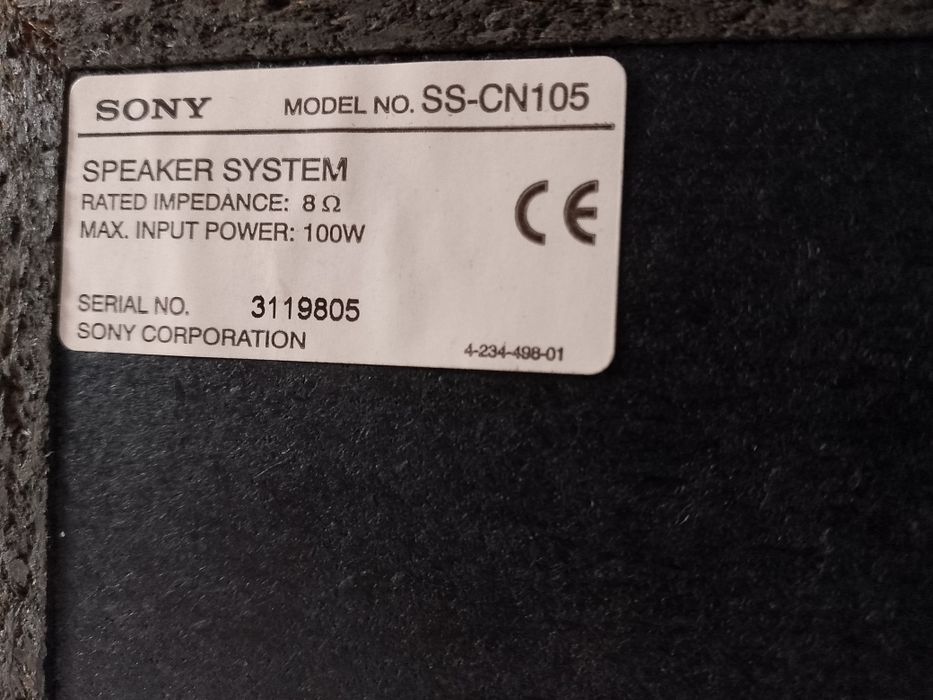 SONY MODEL NO. SS-CN105
SPEAKER SYSTEM
RATED IMPEDANCE: 8 Ω
MAX. INPUT POWER: 100W
CE
SERIAL NO. 3119805
SONY CORPORATION
4-234-498-01